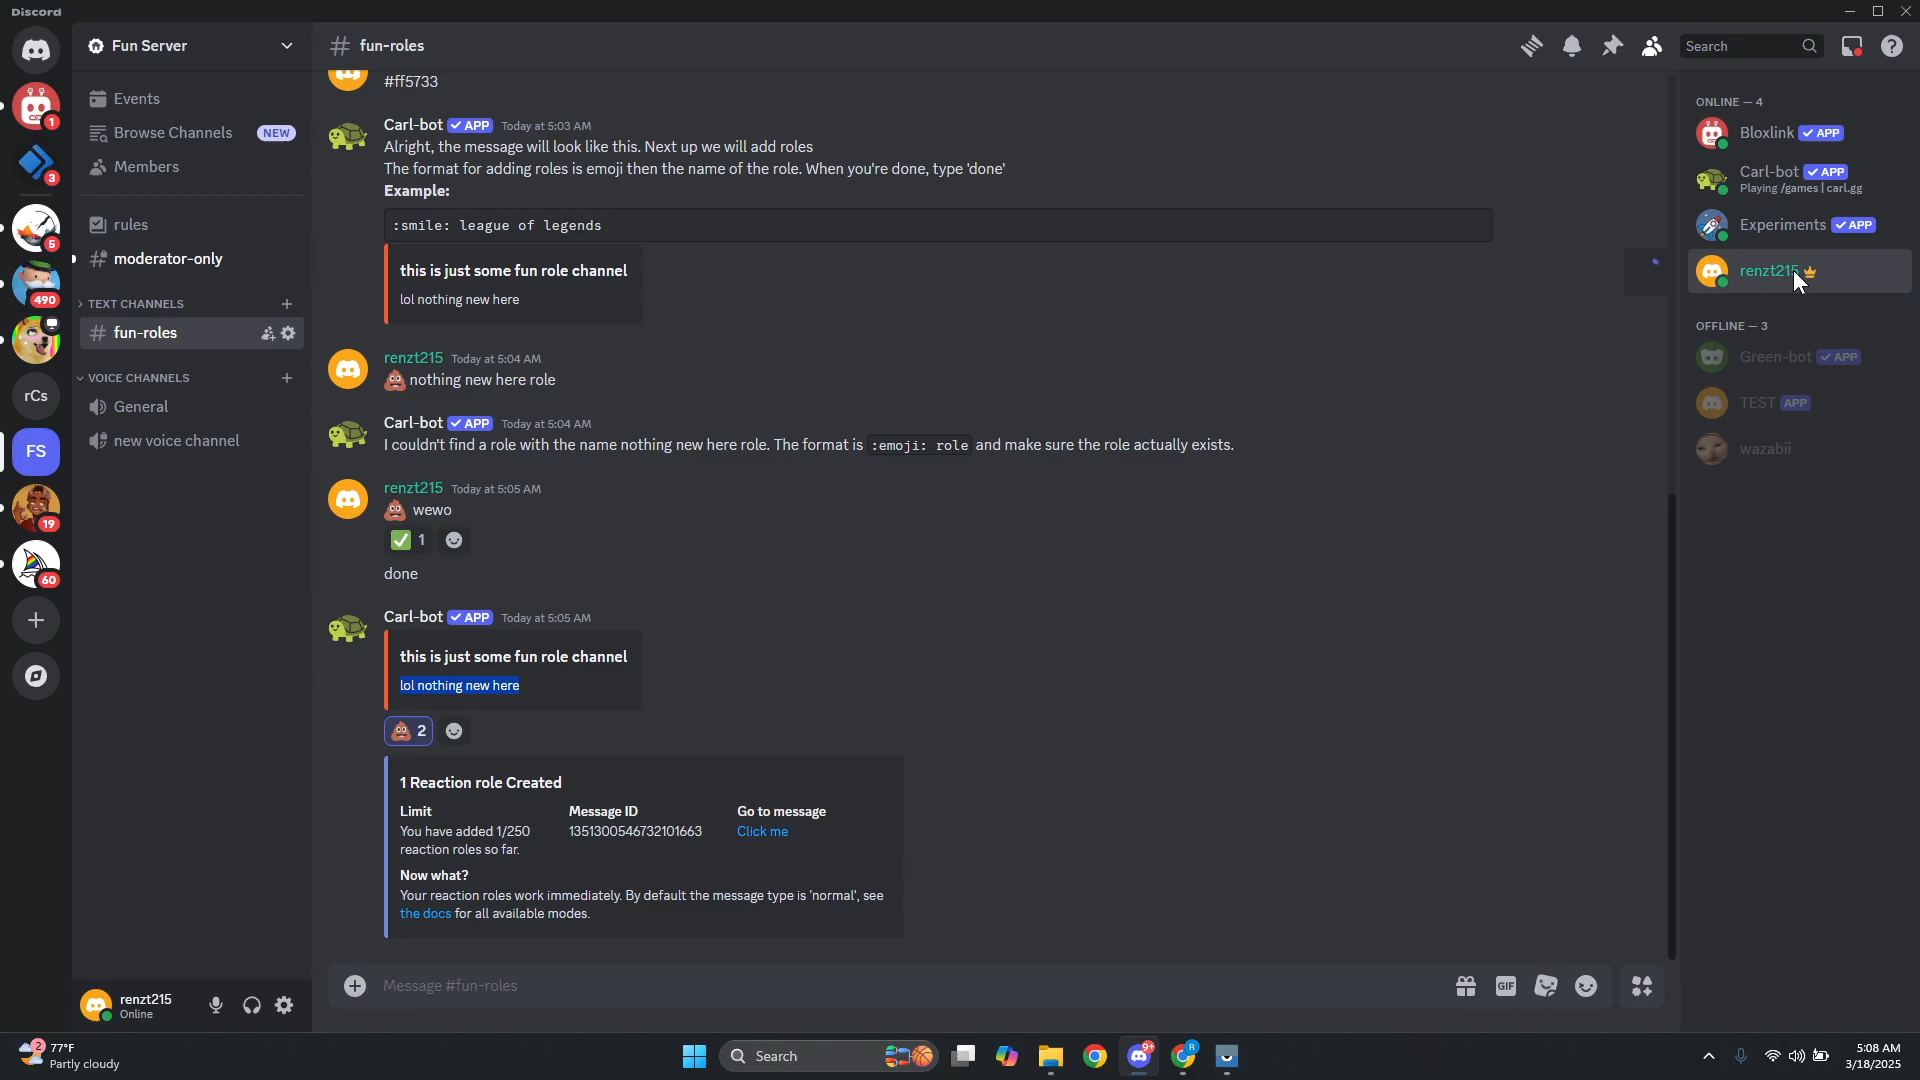 Discord
Fun Server
fun-roles
Search
Events
Browse Channels NEW
Members
rules
moderator-only
TEXT CHANNELS
fun-roles
VOICE CHANNELS
General
new voice channel
1
3
5
490
rCs
FS
19
60
#ff5733
Carl-bot APP Today at 5:03 AM
Alright, the message will look like this. Next up we will add roles
The format for adding roles is emoji then the name of the role. When you're done, type 'done'
Example:
:smile: league of legends
this is just some fun role channel
lol nothing new here
renzt215 Today at 5:04 AM
nothing new here role
Carl-bot APP Today at 5:04 AM
I couldn't find a role with the name nothing new here role. The format is :emoji: role and make sure the role actually exists.
renzt215 Today at 5:05 AM
wewo
1
done
Carl-bot APP Today at 5:05 AM
this is just some fun role channel
lol nothing new here
2
1 Reaction role Created
Limit Message ID Go to message
You have added 1/250 1351300546732101663 Click me
reaction roles so far.
Now what?
Your reaction roles work immediately. By default the message type is 'normal', see
the docs for all available modes.
Message #fun-roles
GIF
ONLINE — 4
Bloxlink APP
Carl-bot APP
Playing /games | carl.gg
Experiments APP
renzt215
OFFLINE — 3
Green-bot APP
TEST APP
wazabii
renzt215
Online
2
77°F
Partly cloudy
Search
9+
R
5:08 AM
3/18/2025